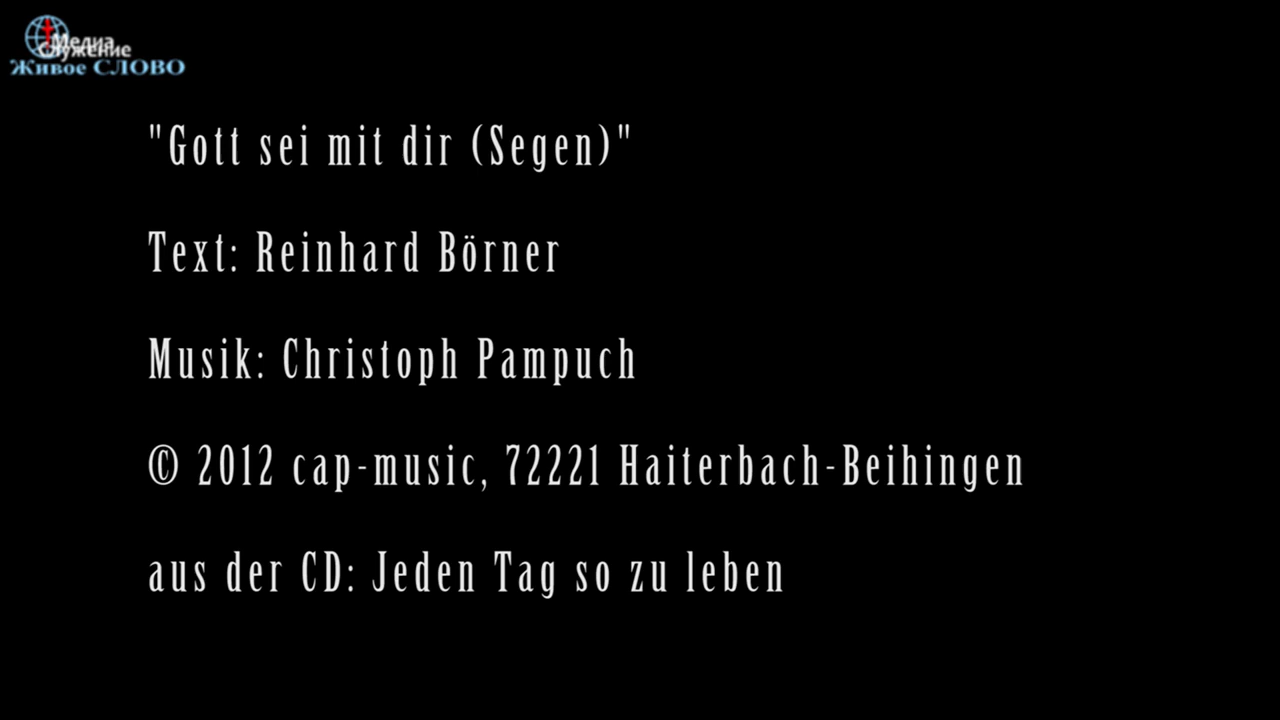 Медиа
Служение
Живое СЛОВО
"Gott sei mit dir (Segen)"
Text: Reinhard Börner
Musik: Christoph Pampuch
© 2012 cap-music, 72221 Haiterbach-Beihingen
aus der CD: Jeden Tag so zu leben